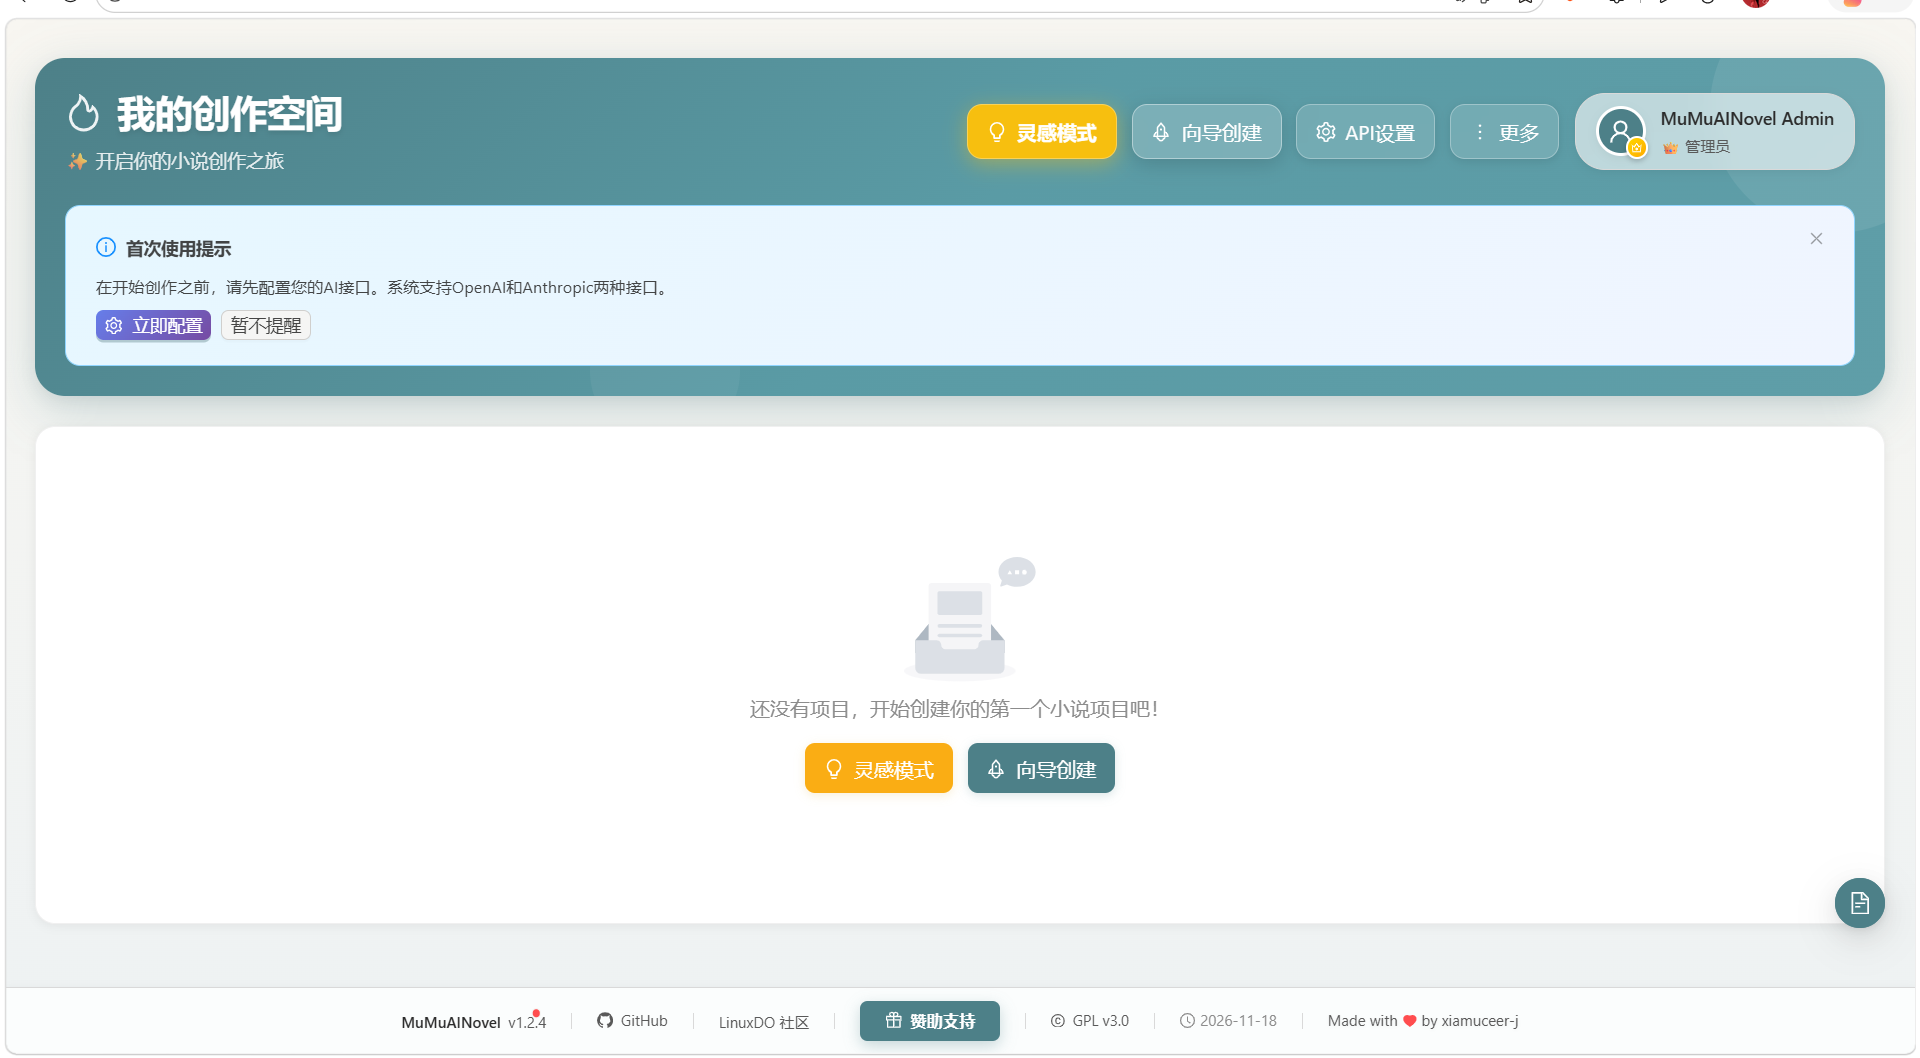 我的创作空间
✨ 开启你的小说创作之旅
灵感模式
向导创建
API设置
更多
MuMuAINovel Admin
👑 管理员
首次使用提示
在开始创作之前，请先配置您的AI接口。系统支持OpenAI和Anthropic两种接口。
立即配置
暂不提醒
还没有项目，开始创建你的第一个小说项目吧！
灵感模式
向导创建
MuMuAINovel v1.2.4
GitHub
LinuxDO 社区
赞助支持
GPL v3.0
2026-11-18
Made with ❤ by xiamuceer-j